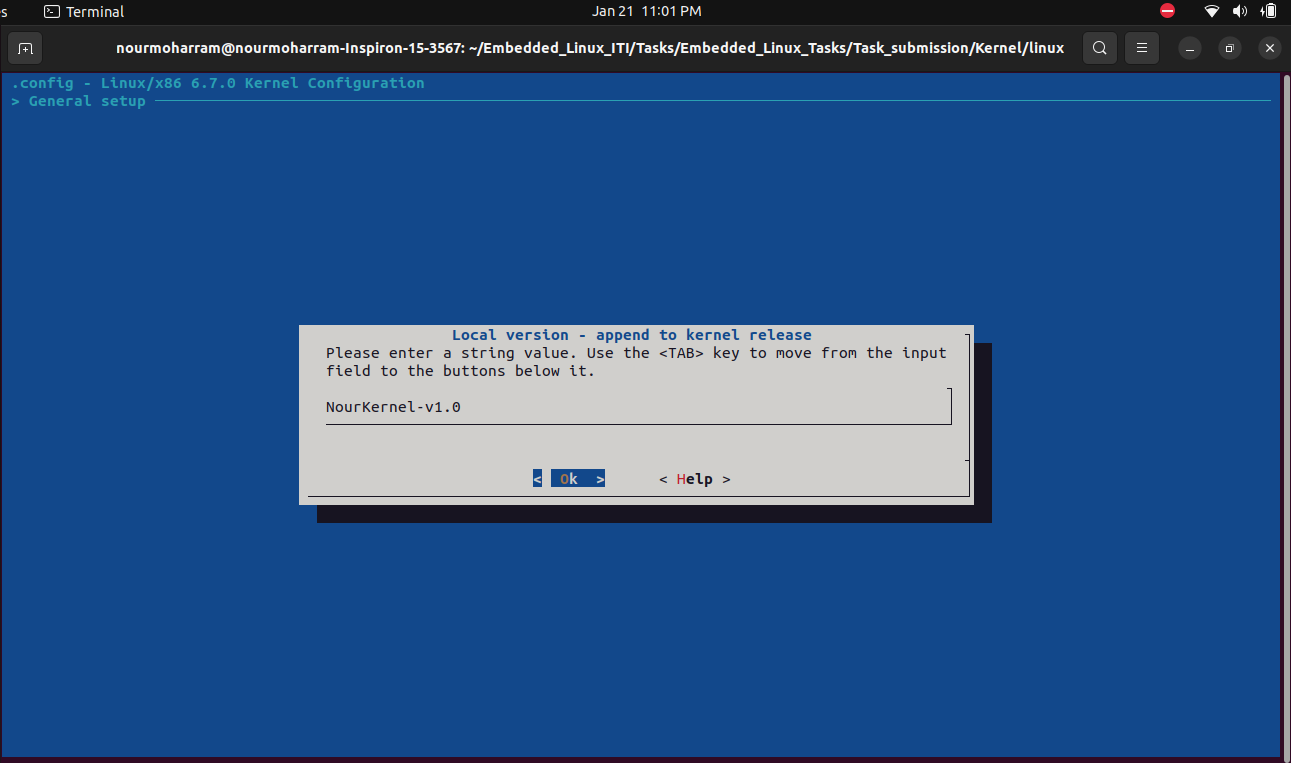 s Terminal Jan 21 11:01 PM
nourmoharram@nourmoharram-Inspiron-15-3567: ~/Embedded_Linux_ITI/Tasks/Embedded_Linux_Tasks/Task_submission/Kernel/linux
.config - Linux/x86 6.7.0 Kernel Configuration
> General setup
Local version - append to kernel release
Please enter a string value. Use the <TAB> key to move from the input
field to the buttons below it.
NourKernel-v1.0
< Ok > < Help >